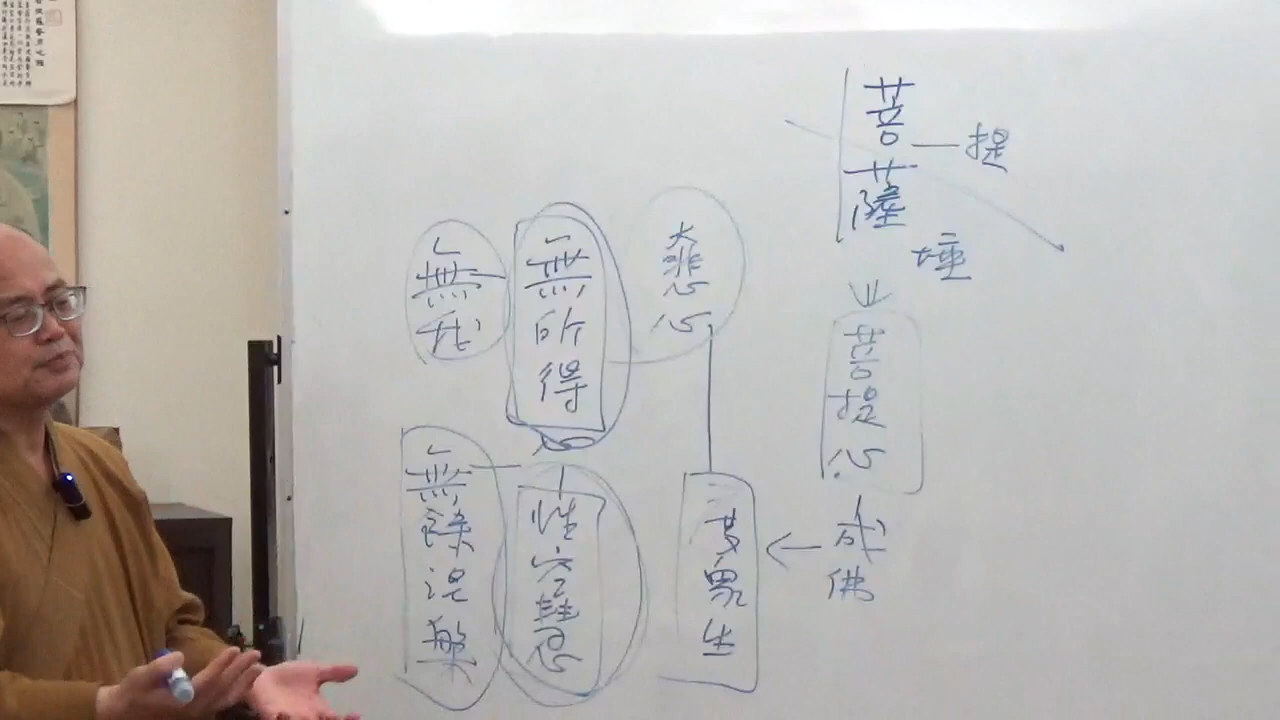 菩薩
提
埵
菩提心
成佛
大悲心
度眾生
無所得
性空慧
無我
無餘涅槃